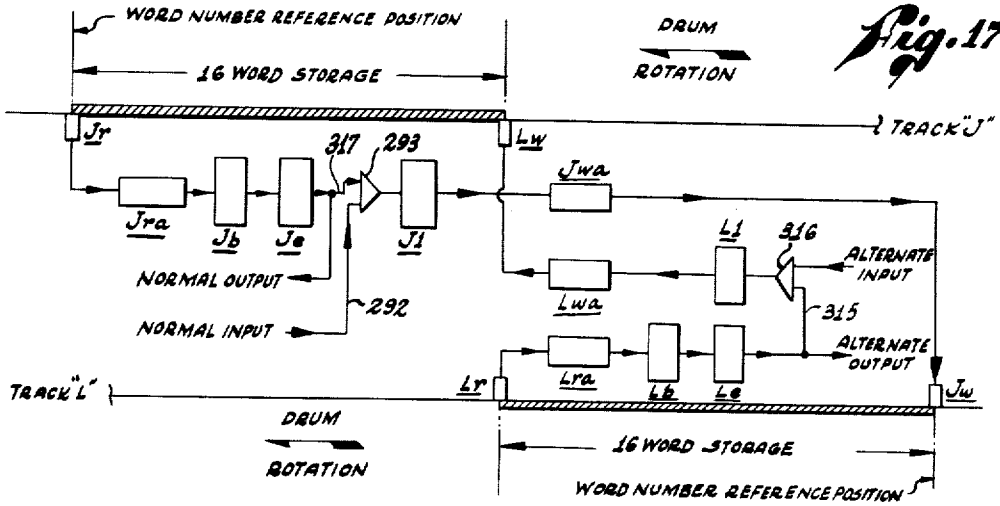 WORD NUMBER REFERENCE POSITION
Fig. 17
16 WORD STORAGE
DRUM
ROTATION
Jr
Lw
TRACK "J"
317
293
Jwa
Jra
Jb
Je
J1
L1
316
ALTERNATE
INPUT
NORMAL OUTPUT
292
Lwa
315
NORMAL INPUT
ALTERNATE
OUTPUT
Lr
Lra
Lb
Le
Jw
TRACK "L"
DRUM
ROTATION
16 WORD STORAGE
WORD NUMBER REFERENCE POSITION